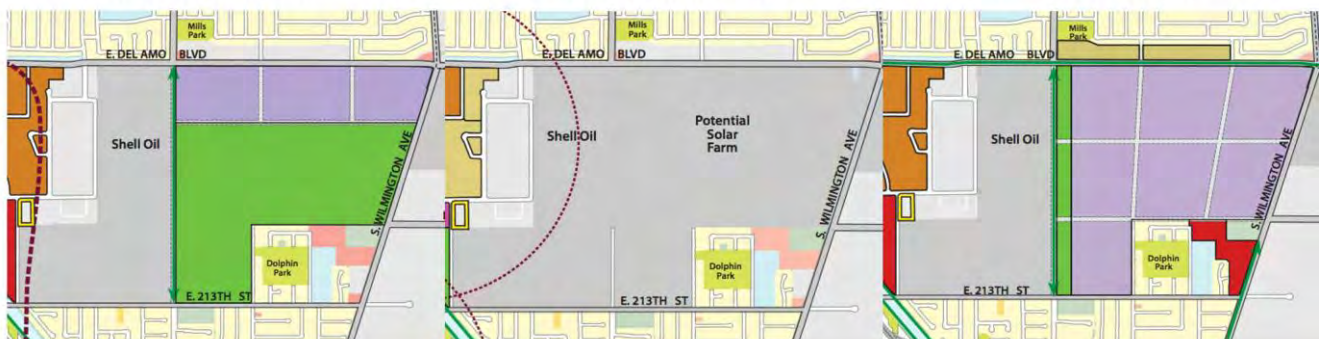 Mills
Park
E. DEL AMO BLVD
Shell Oil
S. WILMINGTON AVE
Dolphin
Park
E. 213TH ST
Mills
Park
E. DEL AMO BLVD
Shell Oil
Potential
Solar
Farm
S. WILMINGTON AVE
Dolphin
Park
E. 213TH ST
Mills
Park
E. DEL AMO BLVD
Shell Oil
S. WILMINGTON AVE
Dolphin
Park
E. 213TH ST